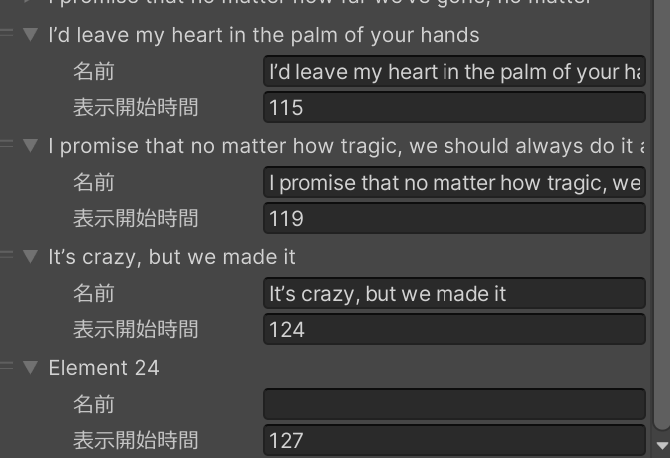 I promise that no matter how far we've gone, no matter
I’d leave my heart in the palm of your hands
名前 I’d leave my heart in the palm of your ha
表示開始時間 115
I promise that no matter how tragic, we should always do it a
名前 I promise that no matter how tragic, we
表示開始時間 119
It’s crazy, but we made it
名前 It’s crazy, but we made it
表示開始時間 124
Element 24
名前
表示開始時間 127